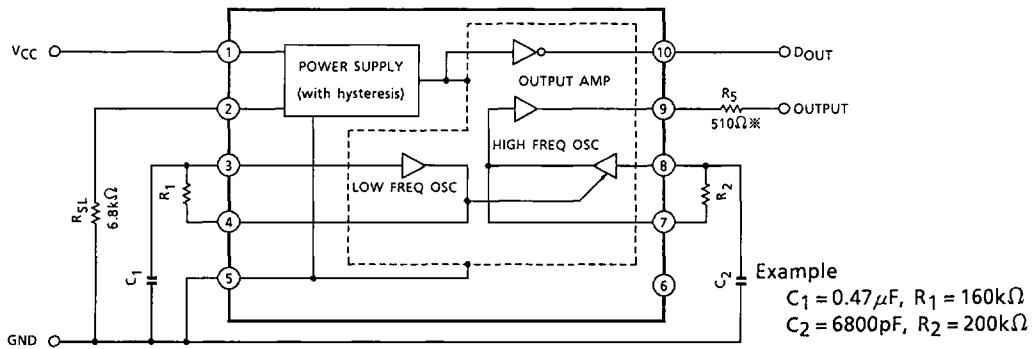 VCC
1
POWER SUPPLY
(with hysteresis)
OUTPUT AMP
10
DOUT
2
9
R5
510Ω※
OUTPUT
HIGH FREQ OSC
3
LOW FREQ OSC
8
RSL
6.8kΩ
R1
4
7
R2
C1
5
6
C2
Example
C1 = 0.47μF, R1 = 160kΩ
C2 = 6800pF, R2 = 200kΩ
GND